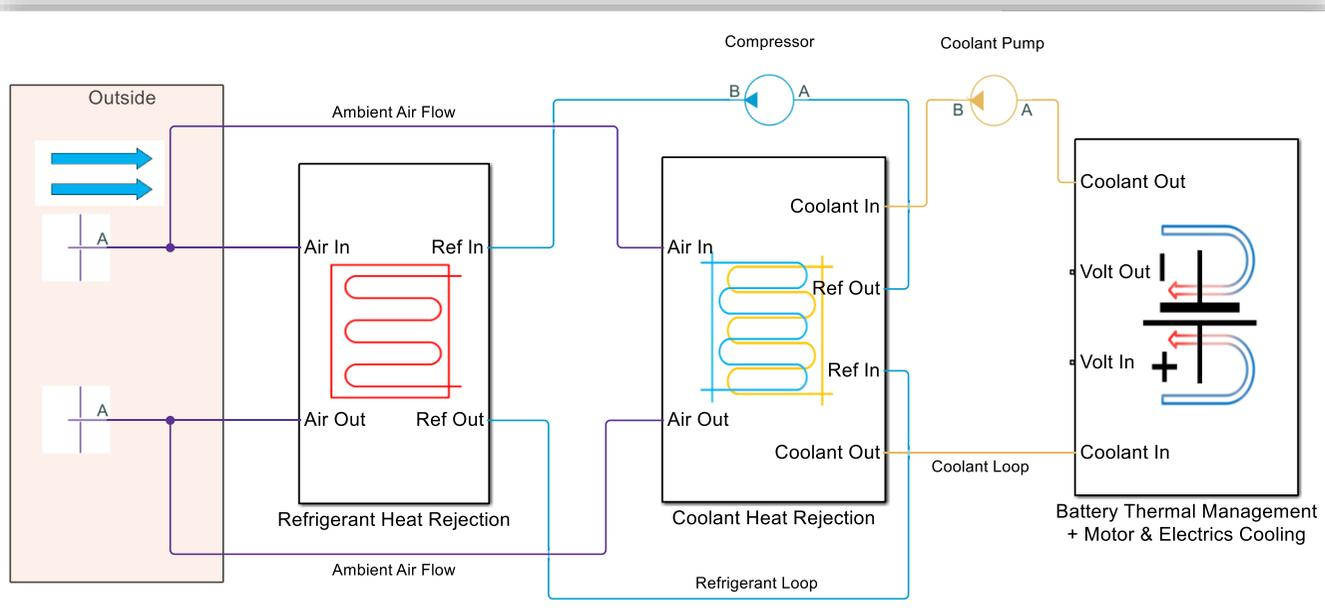 Compressor
Coolant Pump
Outside
Ambient Air Flow
B
A
B
A
A
Air In
Ref In
Air Out
Ref Out
A
Refrigerant Heat Rejection
Coolant In
Air In
Ref Out
Ref In
Air Out
Coolant Out
Coolant Heat Rejection
Coolant Out
Volt Out
Volt In
Coolant In
Coolant Loop
Battery Thermal Management
+ Motor & Electrics Cooling
Ambient Air Flow
Refrigerant Loop